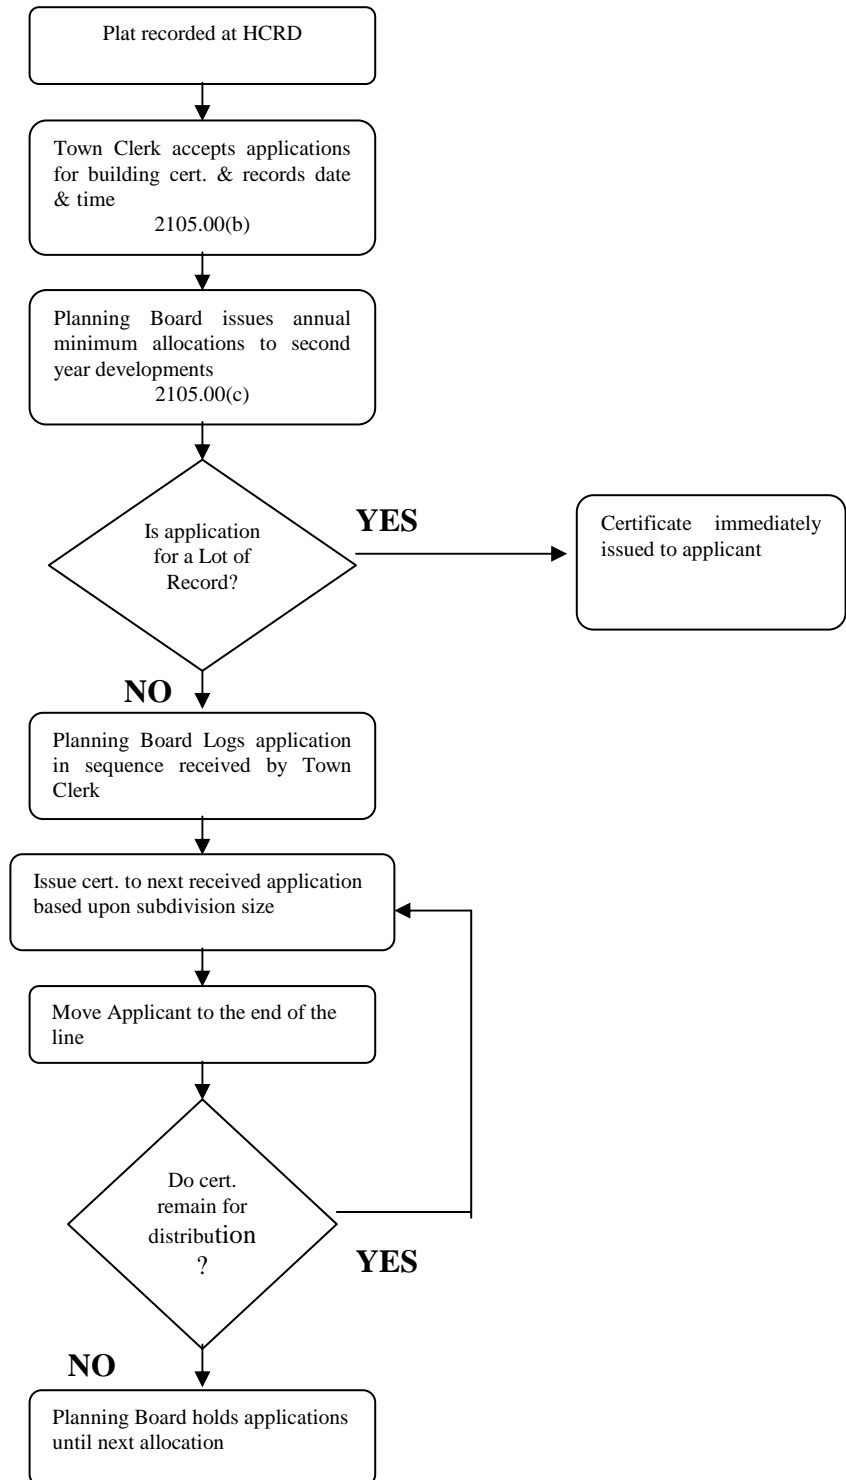 Plat recorded at HCRD
Town Clerk accepts applications
for building cert. & records date
& time
2105.00(b)
Planning Board issues annual
minimum allocations to second
year developments
2105.00(c)
Is application
for a Lot of
Record?
YES
Certificate immediately
issued to applicant
NO
Planning Board Logs application
in sequence received by Town
Clerk
Issue cert. to next received application
based upon subdivision size
Move Applicant to the end of the
line
Do cert.
remain for
distribution
?
YES
NO
Planning Board holds applications
until next allocation